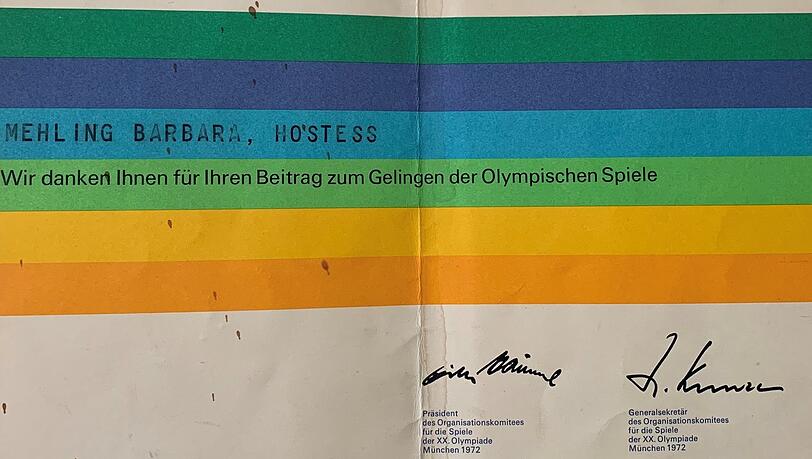 MEHLING BARBARA, HOSTESS
Wir danken Ihnen für Ihren Beitrag zum Gelingen der Olympischen Spiele
Präsident
des Organisationskomitees
für die Spiele
der XX. Olympiade
München 1972
Generalsekretär
des Organisationskomitees
für die Spiele
der XX. Olympiade
München 1972